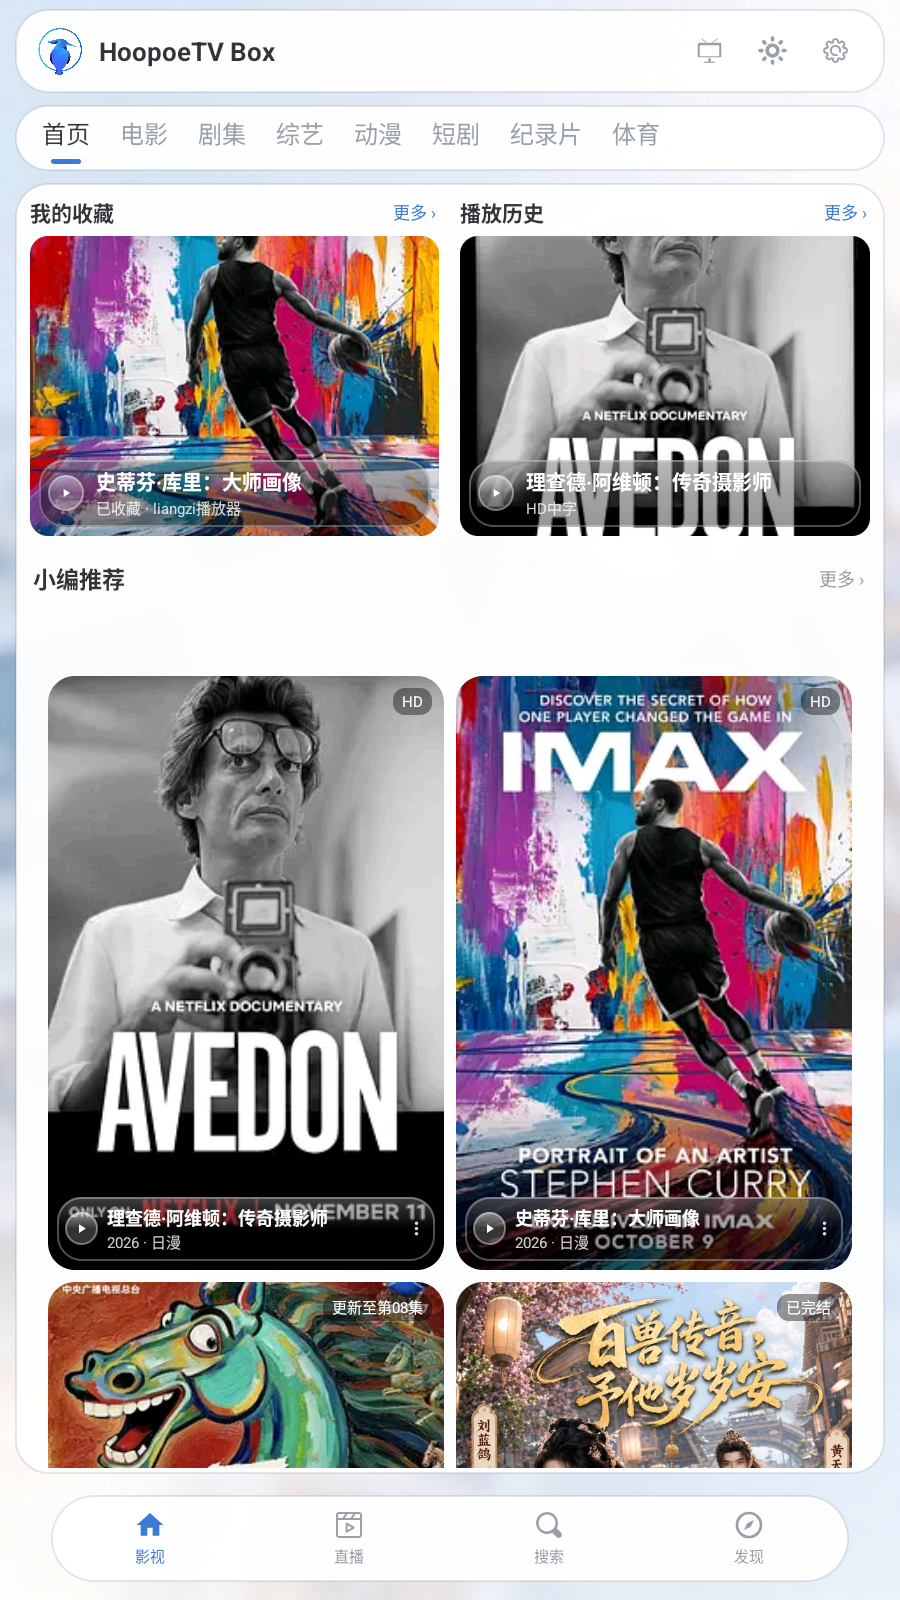 HoopoeTV Box
首页 电影 剧集 综艺 动漫 短剧 纪录片 体育
我的收藏 更多 ›
史蒂芬·库里：大师画像
已收藏 · liangzi播放器
播放历史 更多 ›
A NETFLIX DOCUMENTARY
AVEDON
理查德·阿维顿：传奇摄影师
HD中字
小编推荐 更多 ›
HD
A NETFLIX DOCUMENTARY
AVEDON
ONLY ON NETFLIX | NOVEMBER 11
理查德·阿维顿：传奇摄影师
2026 · 日漫
HD
DISCOVER THE SECRET OF HOW
ONE PLAYER CHANGED THE GAME IN
IMAX
PORTRAIT OF AN ARTIST
STEPHEN CURRY
IMAX
OCTOBER 9
史蒂芬·库里：大师画像
2026 · 日漫
中央广播电视总台
更新至第08集
已完结
百兽传音，
予他岁岁安
刘蓝鸽
黄天
影视 直播 搜索 发现